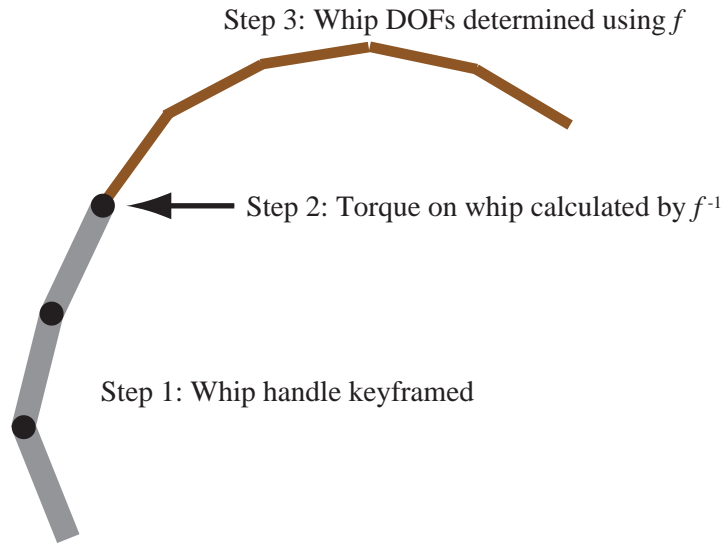 Step 3: Whip DOFs determined using f
Step 2: Torque on whip calculated by f⁻¹
Step 1: Whip handle keyframed